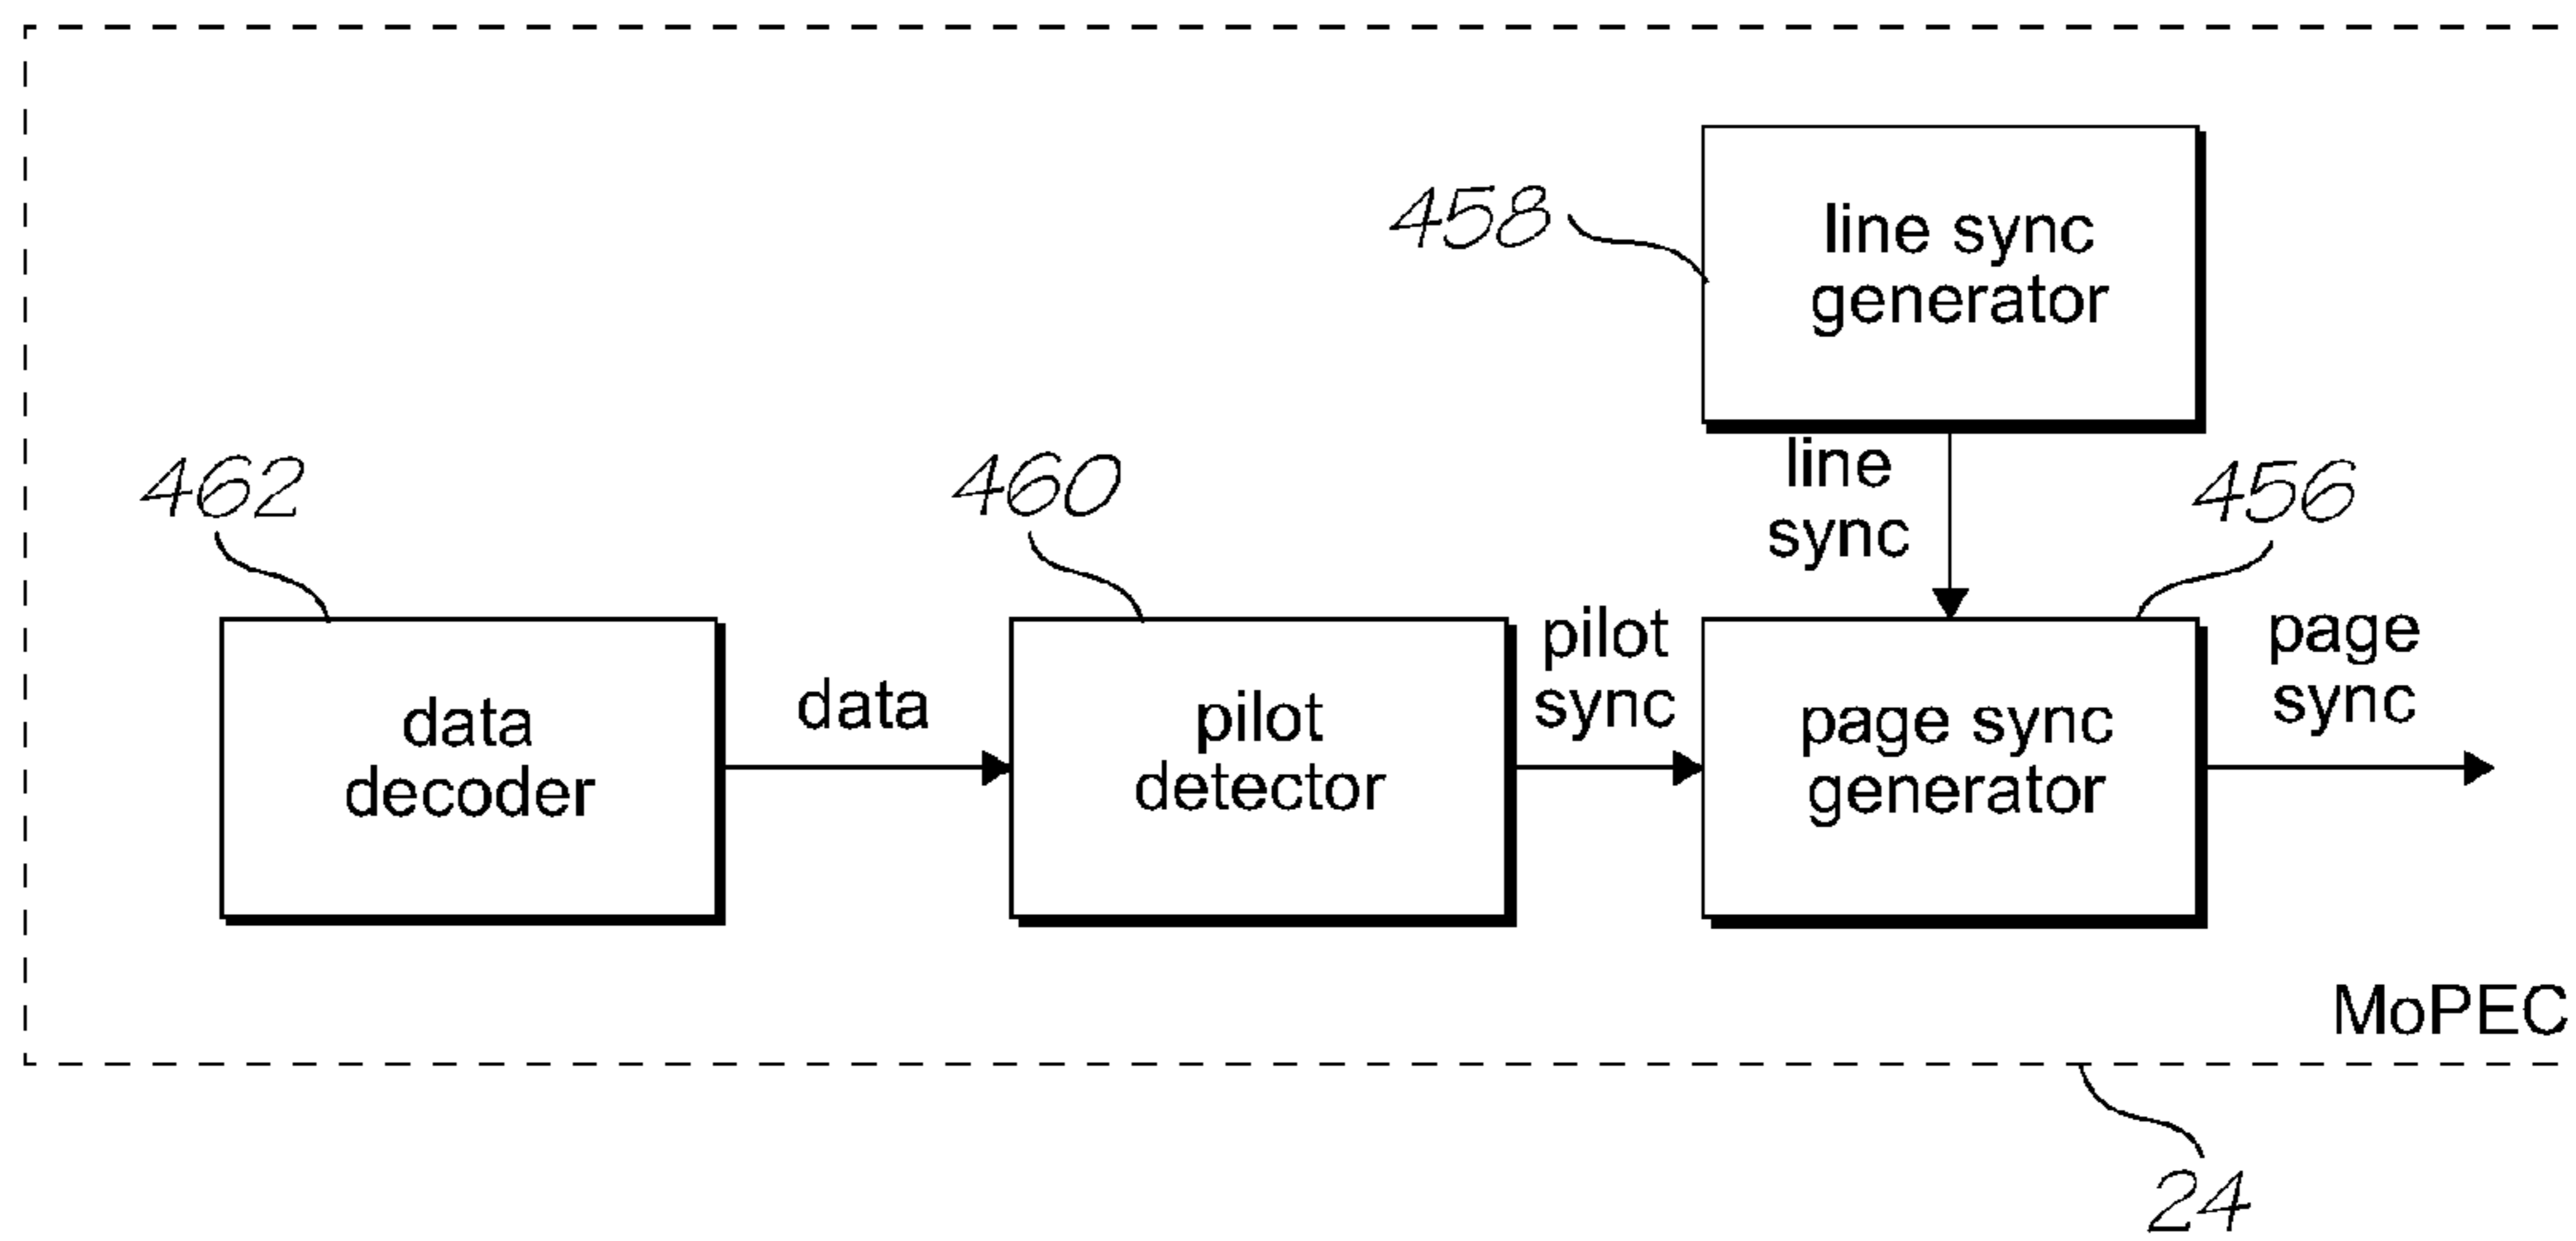 458
line sync
generator
line
sync
462
460
456
data
decoder
data
pilot
detector
pilot
sync
page sync
generator
page
sync
MoPEC
24